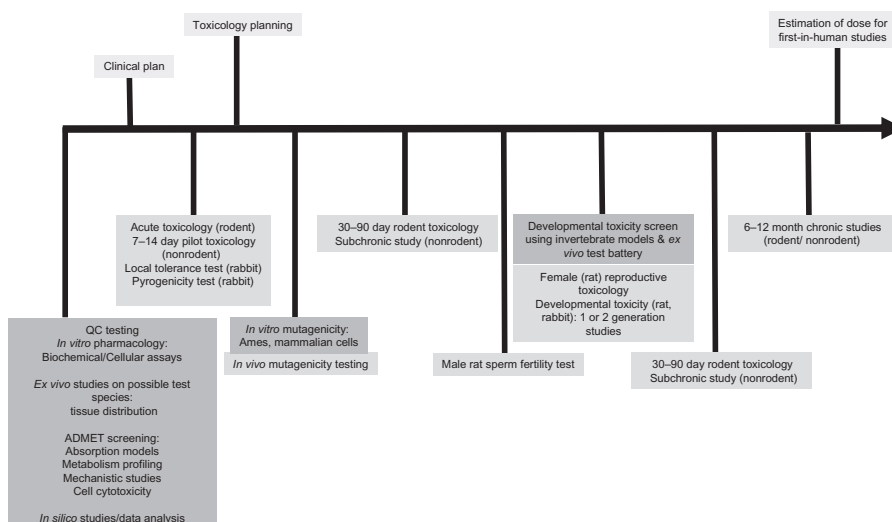 Toxicology planning
Estimation of dose for
first-in-human studies
Clinical plan
Acute toxicology (rodent)
7–14 day pilot toxicology
(nonrodent)
Local tolerance test (rabbit)
Pyrogenicity test (rabbit)
30–90 day rodent toxicology
Subchronic study (nonrodent)
Developmental toxicity screen
using invertebrate models & ex
vivo test battery
Female (rat) reproductive
toxicology
Developmental toxicity (rat,
rabbit): 1 or 2 generation
studies
6–12 month chronic studies
(rodent/ nonrodent)
QC testing
In vitro pharmacology:
Biochemical/Cellular assays
Ex vivo studies on possible test
species:
tissue distribution
ADMET screening:
Absorption models
Metabolism profiling
Mechanistic studies
Cell cytotoxicity
In silico studies/data analysis
In vitro mutagenicity:
Ames, mammalian cells
In vivo mutagenicity testing
Male rat sperm fertility test
30–90 day rodent toxicology
Subchronic study (nonrodent)